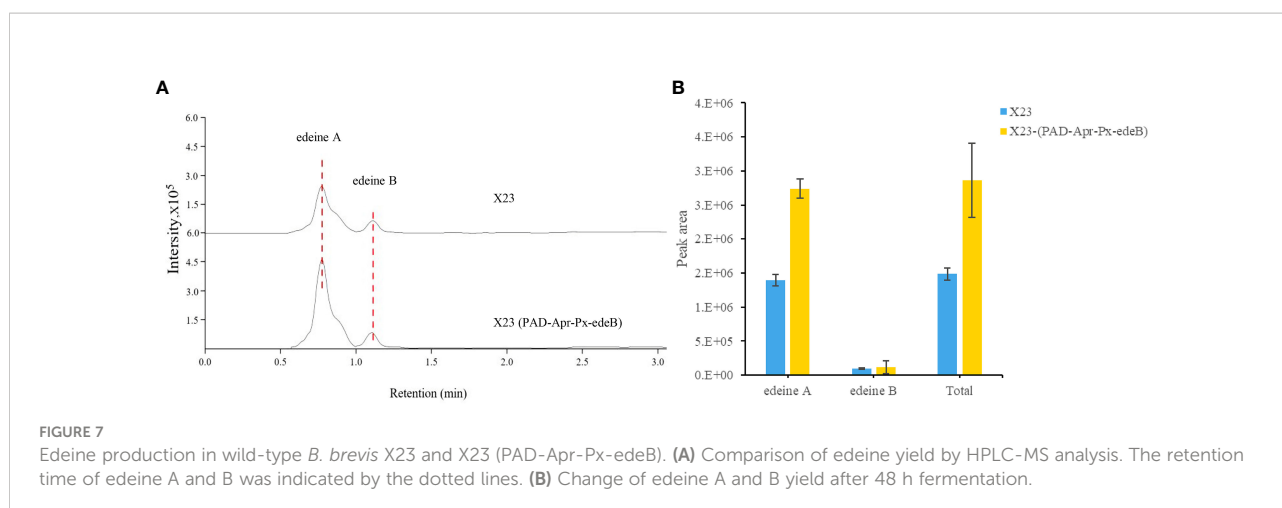 A
6.0
4.5
3.0
1.5
6.0
4.5
3.0
1.5
Intersity.x10⁵
edeine A
edeine B
X23
X23 (PAD-Apr-Px-edeB)
0.0 0.5 1.0 1.5 2.0 2.5 3.0
Retention (min)
B
4.E+06
4.E+06
3.E+06
3.E+06
2.E+06
2.E+06
1.E+06
5.E+05
0.E+00
Peak area
edeine A edeine B Total
X23
X23-(PAD-Apr-Px-edeB)
FIGURE 7
Edeine production in wild-type B. brevis X23 and X23 (PAD-Apr-Px-edeB). (A) Comparison of edeine yield by HPLC-MS analysis. The retention
time of edeine A and B was indicated by the dotted lines. (B) Change of edeine A and B yield after 48 h fermentation.